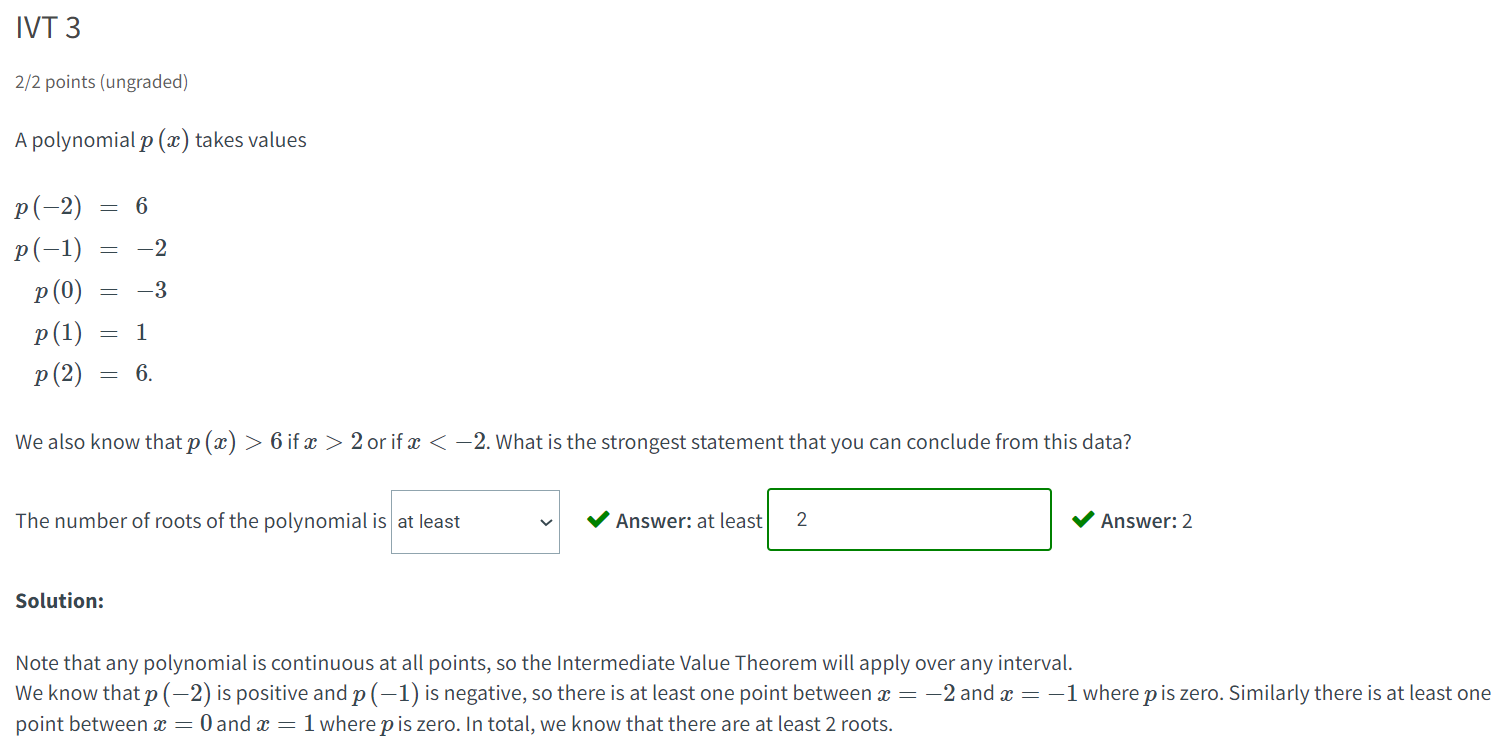 IVT 3
2/2 points (ungraded)
A polynomial p (x) takes values
p (−2) = 6
p (−1) = −2
p (0) = −3
p (1) = 1
p (2) = 6.
We also know that p (x) > 6 if x > 2 or if x < −2. What is the strongest statement that you can conclude from this data?
The number of roots of the polynomial is at least ✔ Answer: at least 2 ✔ Answer: 2
Solution:
Note that any polynomial is continuous at all points, so the Intermediate Value Theorem will apply over any interval.
We know that p (−2) is positive and p (−1) is negative, so there is at least one point between x = −2 and x = −1 where p is zero. Similarly there is at least one
point between x = 0 and x = 1 where p is zero. In total, we know that there are at least 2 roots.